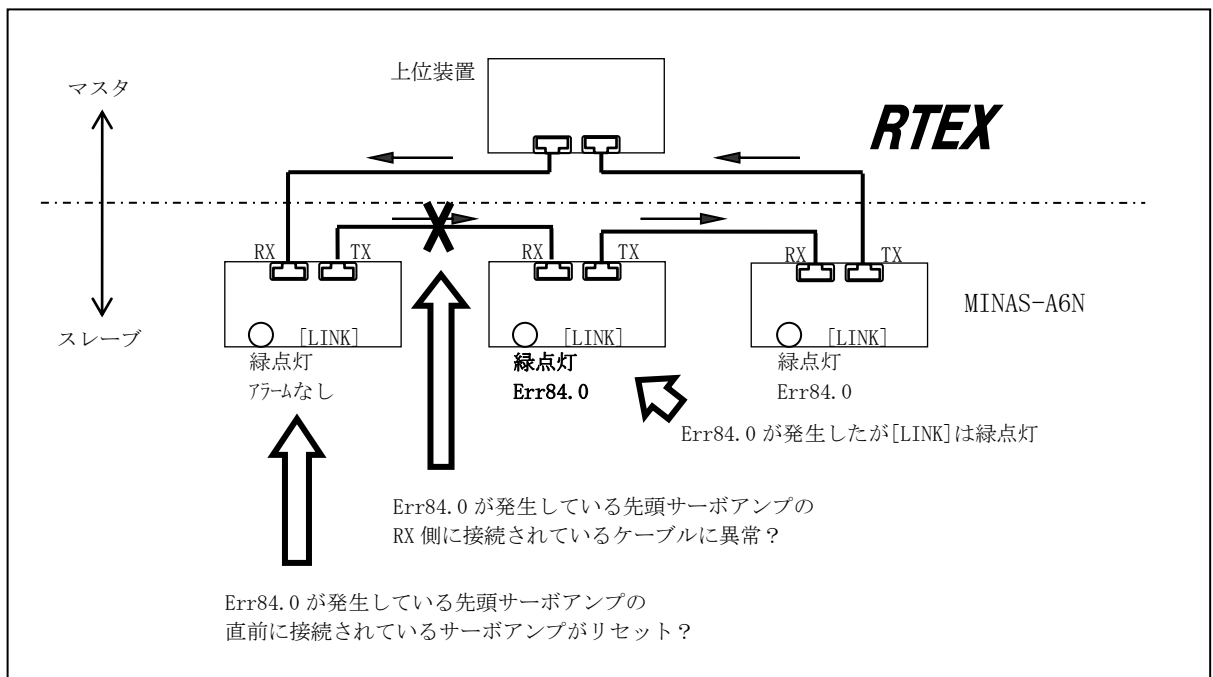 上位装置
マスタ
RTEX
RX
TX
RX
TX
RX
TX
MINAS-A6N
スレーブ
[LINK]
[LINK]
[LINK]
緑点灯
アラームなし
緑点灯
Err84.0
緑点灯
Err84.0
Err84.0 が発生したが[LINK]は緑点灯
Err84.0 が発生している先頭サーボアンプの
RX 側に接続されているケーブルに異常？
Err84.0 が発生している先頭サーボアンプの
直前に接続されているサーボアンプがリセット？